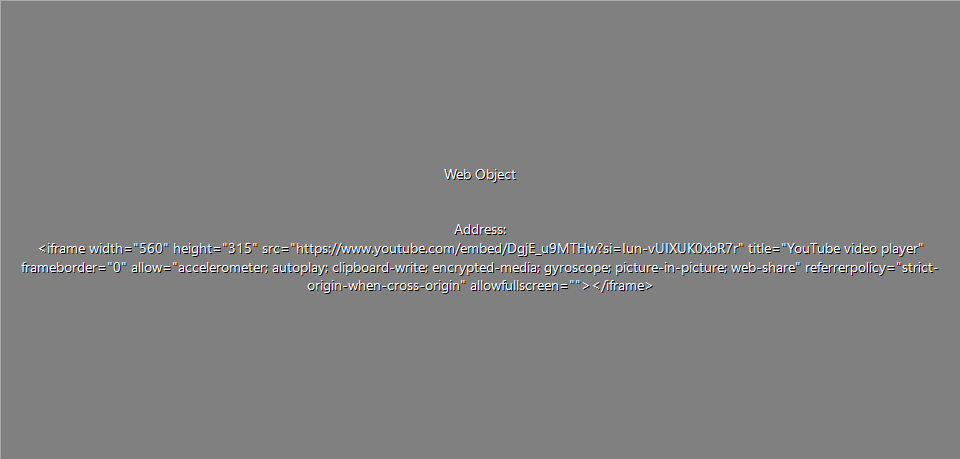 Web Object
Address:
<iframe width="560" height="315" src="https://www.youtube.com/embed/DgjE_u9MTHw?si=Iun-vUIXUK0xbR7r" title="YouTube video player"
frameborder="0" allow="accelerometer; autoplay; clipboard-write; encrypted-media; gyroscope; picture-in-picture; web-share" referrerpolicy="strict-
origin-when-cross-origin" allowfullscreen=""></iframe>